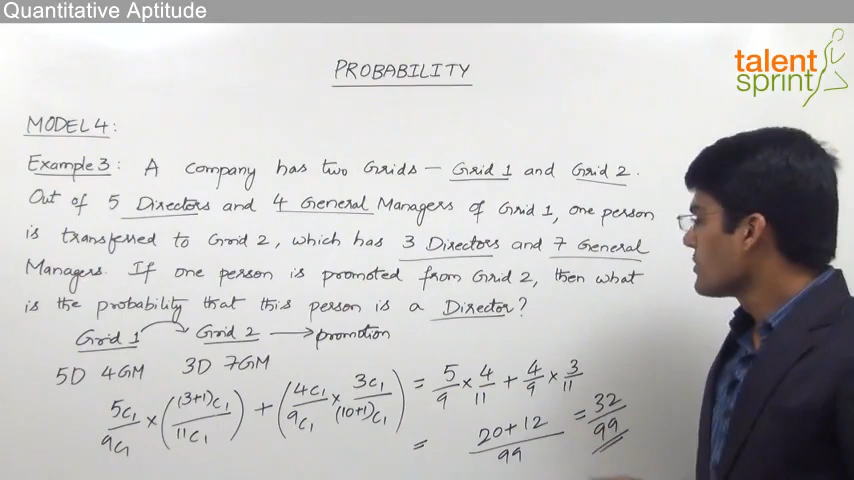 Quantitative Aptitude
talent
sprint
PROBABILITY
MODEL 4:
Example 3: A company has two Grids — Grid 1 and Grid 2.
Out of 5 Directors and 4 General Managers of Grid 1, one person
is transferred to Grid 2, which has 3 Directors and 7 General
Managers. If one person is promoted from Grid 2, then what
is the probability that this person is a Director?
Grid 1 Grid 2 → promotion
5D 4GM 3D 7GM
5C₁/9C₁ × ((3+1)C₁/11C₁) + (4C₁/9C₁ × 3C₁/(10+1)C₁) = 5/9 × 4/11 + 4/9 × 3/11
= 20+12/99 = 32/99